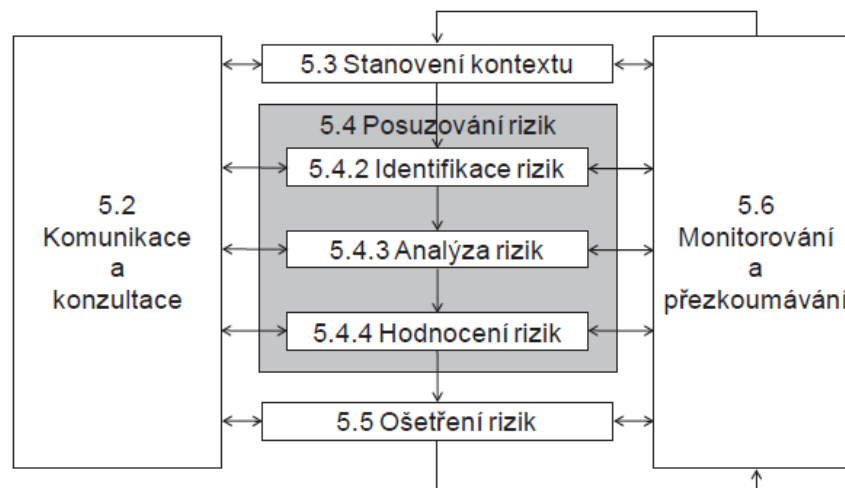 5.3 Stanovení kontextu
5.4 Posuzování rizik
5.4.2 Identifikace rizik
5.2
Komunikace
a
konzultace
5.6
Monitorování
a
přezkoumávání
5.4.3 Analýza rizik
5.4.4 Hodnocení rizik
5.5 Ošetření rizik